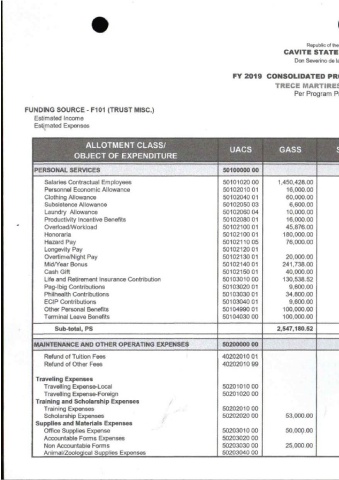 Republic of the
CAVITE STATE
Don Severino de la
FY 2019 CONSOLIDATED PR
TRECE MARTIRES
Per Program P
FUNDING SOURCE - F101 (TRUST MISC.)
Estimated Income
Estimated Expenses
ALLOTMENT CLASS/ OBJECT OF EXPENDITURE UACS GASS S
PERSONAL SERVICES 50100000 00
Salaries Contractual Employees 50101020 00 1,450,428.00
Personnel Economic Allowance 50102010 01 16,000.00
Clothing Allowance 50102040 01 60,000.00
Subsistence Allowance 50102050 03 6,600.00
Laundry Allowance 50102060 04 10,000.00
Productivity Incentive Benefits 50102080 01 16,000.00
Overload/Workload 50102100 01 45,876.00
Honoraria 50102100 01 180,000.00
Hazard Pay 50102110 05 76,000.00
Longevity Pay 50102120 01
Overtime/Night Pay 50102130 01 20,000.00
Mid/Year Bonus 50102140 01 241,738.00
Cash Gift 50102150 01 40,000.00
Life and Retirement Insurance Contribution 50103010 00 130,538.52
Pag-Ibig Contributions 50103020 01 9,600.00
Philhealth Contributions 50103030 01 34,800.00
ECIP Contributions 50103040 01 9,600.00
Other Personal Benefits 50104990 01 100,000.00
Terminal Leave Benefits 50104030 00 100,000.00
Sub-total, PS 2,547,180.52
MAINTENANCE AND OTHER OPERATING EXPENSES 50200000 00
Refund of Tuition Fees 40202010 01
Refund of Other Fees 40202010 99
Traveling Expenses
Travelling Expense-Local 50201010 00
Travelling Expense-Foreign 50201020 00
Training and Scholarship Expenses
Training Expenses 50202010 00
Scholarship Expenses 50202020 00 53,000.00
Supplies and Materials Expenses
Office Supplies Expense 50203010 00 50,000.00
Accountable Forms Expenses 50203020 00
Non Accountable Forms 50203030 00 25,000.00
Animal/Zoological Supplies Expenses 50203040 00